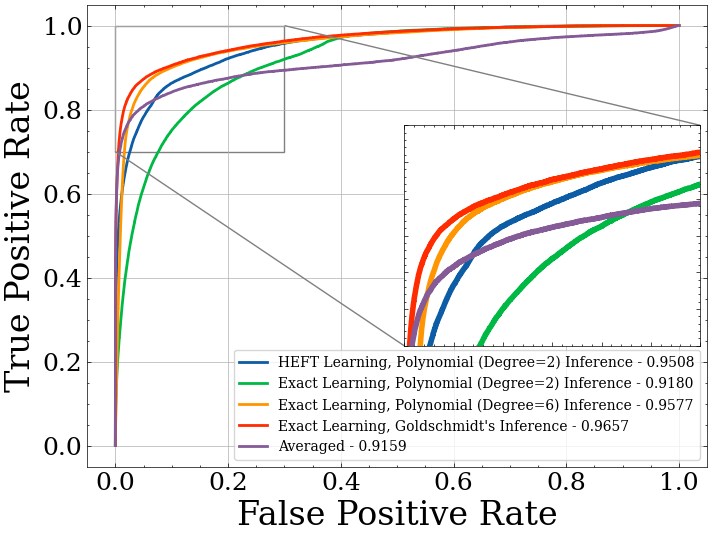 True Positive Rate
1.0
0.8
0.6
0.4
0.2
0.0
HEFT Learning, Polynomial (Degree=2) Inference - 0.9508
Exact Learning, Polynomial (Degree=2) Inference - 0.9180
Exact Learning, Polynomial (Degree=6) Inference - 0.9577
Exact Learning, Goldschmidt's Inference - 0.9657
Averaged - 0.9159
0.0 0.2 0.4 0.6 0.8 1.0
False Positive Rate